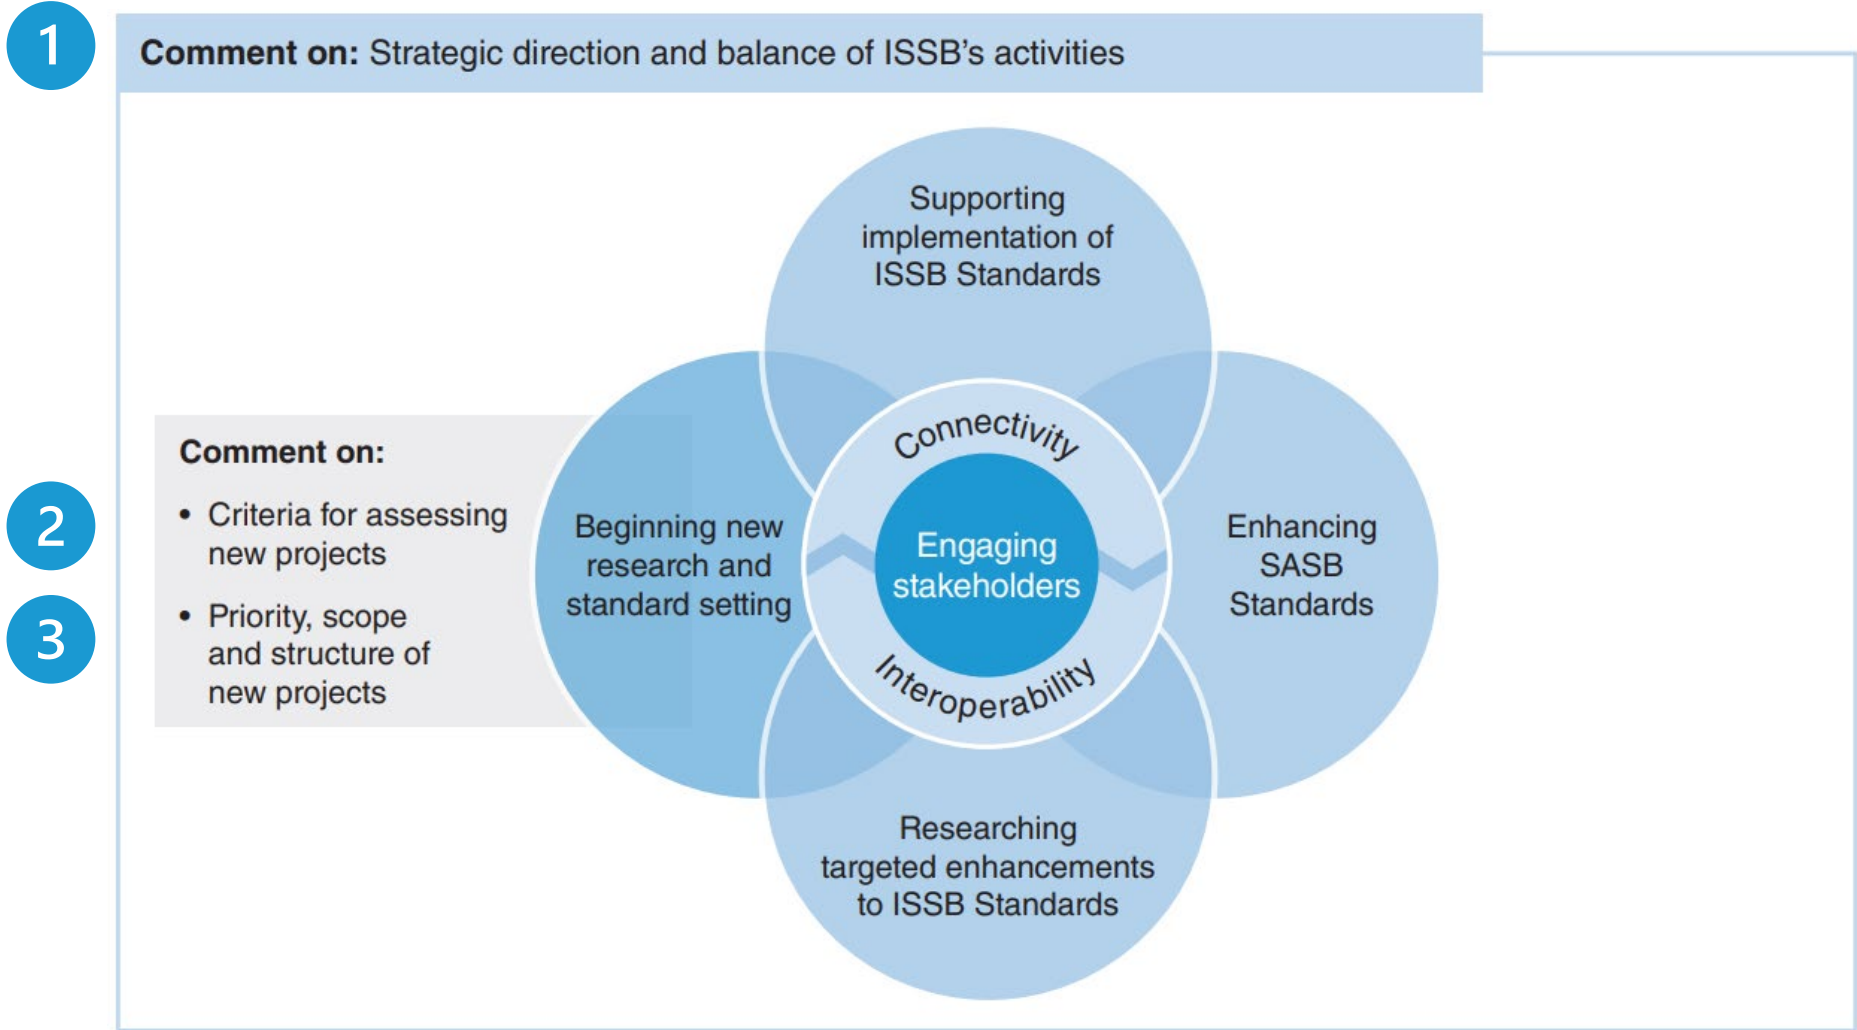 1
Comment on: Strategic direction and balance of ISSB’s activities
Supporting
implementation of
ISSB Standards
Comment on:
2
• Criteria for assessing
new projects
3
• Priority, scope
and structure of
new projects
Beginning new
research and
standard setting
Connectivity
Engaging
stakeholders
Interoperability
Enhancing
SASB
Standards
Researching
targeted enhancements
to ISSB Standards